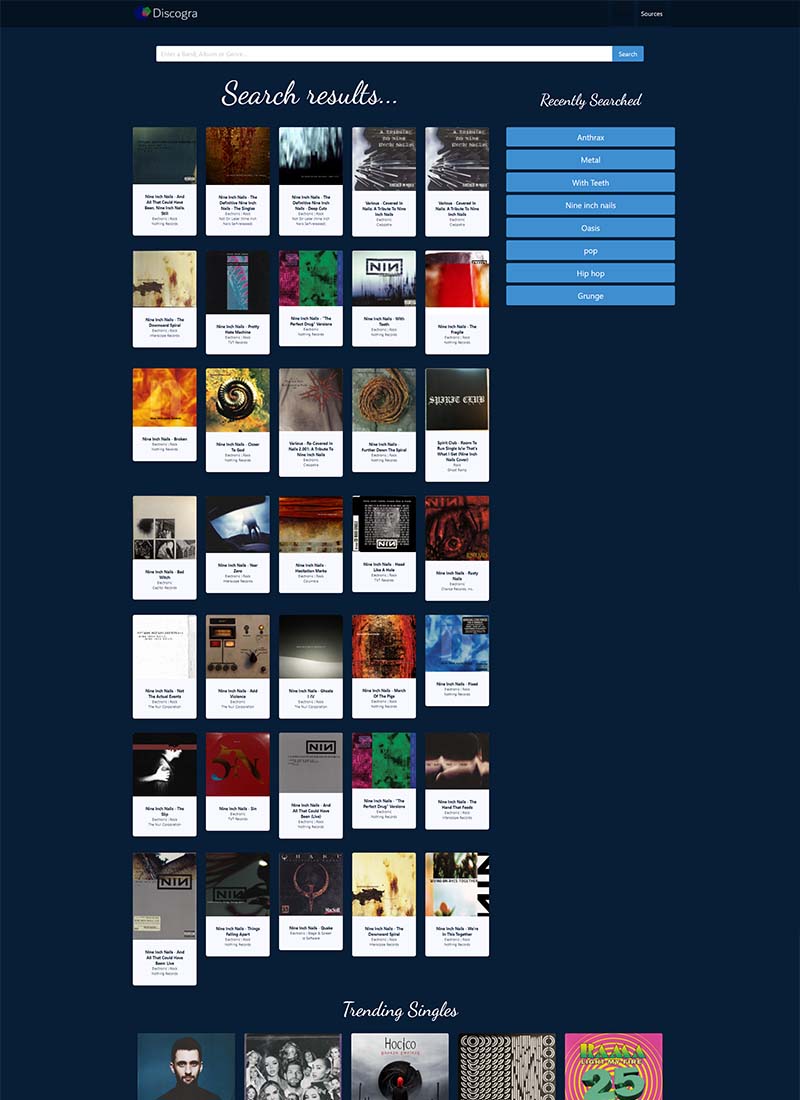 Discogra
Sources
Enter a Band, Album or Genre...
Search
Search results...
Recently Searched
Anthrax
Metal
With Teeth
Nine inch nails
Oasis
pop
Hip hop
Grunge
Nine Inch Nails - And
All That Could Have
Been, Nine Inch Nails
Still
Electronic | Rock
Nothing Records
Nine Inch Nails - The
Definitive Nine Inch
Nails - The Singles
Electronic | Rock
Nine Inch Nails - The
Definitive Nine Inch
Nails - Deep Cuts
Electronic | Rock
Various - Covered In
Nails: A Tribute To Nine
Inch Nails
Electronic
Cleopatra
Various - Covered In
Nails: A Tribute To Nine
Inch Nails
Electronic
Cleopatra
Nine Inch Nails - The
Downward Spiral
Electronic | Rock
Interscope Records
Nine Inch Nails - Pretty
Hate Machine
Electronic | Rock
TVT Records
Nine Inch Nails - "The
Perfect Drug" Versions
Electronic | Rock
Nothing Records
NIN
Nine Inch Nails - With
Teeth
Electronic | Rock
Nothing Records
Nine Inch Nails - The
Fragile
Electronic | Rock
Nothing Records
Nine Inch Nails - Broken
Electronic | Rock
Nothing Records
Nine Inch Nails - Closer
To God
Electronic | Rock
Nothing Records
Various - Re-Covered In
Nails 2.001: A Tribute To
Nine Inch Nails
Electronic
Cleopatra
Nine Inch Nails -
Further Down The Spiral
Electronic | Rock
Nothing Records
SPIRIT CLUB
Spirit Club - Room To
Run Single b/w That's
What I Get (Nine Inch
Nails Cover)
Rock
Ghost Ramp
Nine Inch Nails - Bad
Witch
Electronic
Capitol Records
Nine Inch Nails - Year
Zero
Electronic | Rock
Interscope Records
Nine Inch Nails -
Hesitation Marks
Electronic | Rock
Columbia
NIN
Nine Inch Nails - Head
Like A Hole
Electronic | Rock
TVT Records
NIN
Nine Inch Nails - Rusty
Nails
Electronic
Chance Records, Inc.
Nine Inch Nails - Not
The Actual Events
Electronic | Rock
The Null Corporation
Nine Inch Nails - Add
Violence
Electronic | Rock
The Null Corporation
Nine Inch Nails - Ghosts
I-IV
Electronic | Rock
The Null Corporation
Nine Inch Nails - March
Of The Pigs
Electronic | Rock
Nothing Records
Nine Inch Nails - Fixed
Electronic | Rock
Nothing Records
Nine Inch Nails - The
Slip
Electronic | Rock
The Null Corporation
Nine Inch Nails - Sin
Electronic
TVT Records
NIN
Nine Inch Nails - And
All That Could Have
Been (Live)
Electronic | Rock
Nothing Records
Nine Inch Nails - "The
Perfect Drug" Versions
Electronic | Rock
Nothing Records
Nine Inch Nails - The
Hand That Feeds
Electronic | Rock
Interscope Records
NIN
Nine Inch Nails - And
All That Could Have
Been: Live
Electronic | Rock
Nothing Records
NIN
Nine Inch Nails - Things
Falling Apart
Electronic | Rock
Nothing Records
Nine Inch Nails - Quake
Electronic | Stage & Screen
id Software
Nine Inch Nails - The
Downward Spiral
Electronic | Rock
Interscope Records
NIN
Nine Inch Nails - We're
In This Together
Electronic | Rock
Nothing Records
Trending Singles
HOCICO
LIGHT MY FIRE
25